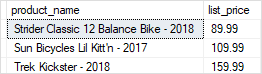 product_name list_price
Strider Classic 12 Balance Bike - 2018 89.99
Sun Bicycles Lil Kitt'n - 2017 109.99
Trek Kickster - 2018 159.99